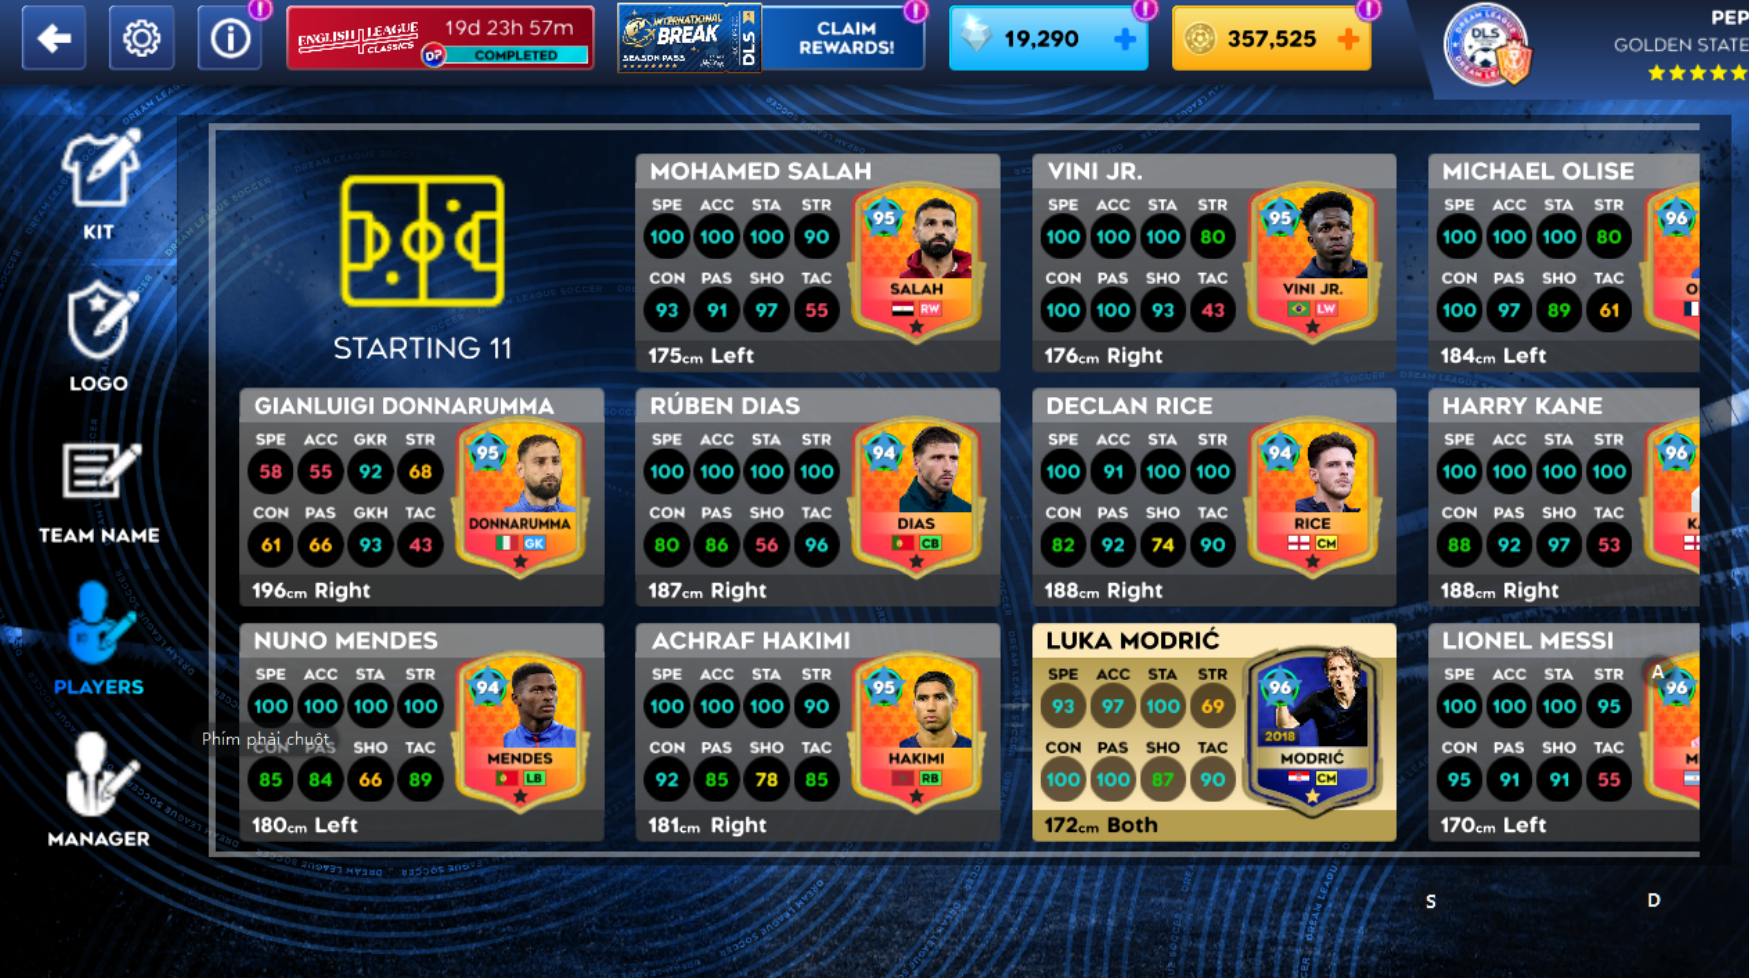 ENGLISH LEAGUE
CLASSICS
19d 23h 57m
DP
COMPLETED
INTERNATIONAL
BREAK
SEASON PASS
DLS
CLAIM
REWARDS!
19,290
357,525
DREAM LEAGUE
DLS
PEP
GOLDEN STATE
KIT
LOGO
TEAM NAME
PLAYERS
MANAGER
STARTING 11
MOHAMED SALAH
SPE ACC STA STR
100 100 100 90
CON PAS SHO TAC
93 91 97 55
95
SALAH
RW
175cm Left
VINI JR.
SPE ACC STA STR
100 100 100 80
CON PAS SHO TAC
100 100 93 43
95
VINI JR.
LW
176cm Right
MICHAEL OLISE
SPE ACC STA STR
100 100 100 80
CON PAS SHO TAC
100 97 89 61
96
O
184cm Left
GIANLUIGI DONNARUMMA
SPE ACC GKR STR
58 55 92 68
CON PAS GKH TAC
61 66 93 43
95
DONNARUMMA
GK
196cm Right
RÚBEN DIAS
SPE ACC STA STR
100 100 100 100
CON PAS SHO TAC
80 86 56 96
94
DIAS
CB
187cm Right
DECLAN RICE
SPE ACC STA STR
100 91 100 100
CON PAS SHO TAC
82 92 74 90
94
RICE
CM
188cm Right
HARRY KANE
SPE ACC STA STR
100 100 100 100
CON PAS SHO TAC
88 92 97 53
96
KA
188cm Right
NUNO MENDES
SPE ACC STA STR
100 100 100 100
CON PAS SHO TAC
85 84 66 89
94
MENDES
LB
180cm Left
Phím phải chuột
ACHRAF HAKIMI
SPE ACC STA STR
100 100 100 90
CON PAS SHO TAC
92 85 78 85
95
HAKIMI
RB
181cm Right
LUKA MODRIĆ
SPE ACC STA STR
93 97 100 69
CON PAS SHO TAC
100 100 87 90
96
2018
MODRIĆ
CM
172cm Both
LIONEL MESSI
SPE ACC STA STR
100 100 100 95
CON PAS SHO TAC
95 91 91 55
A
96
M
170cm Left
S
D